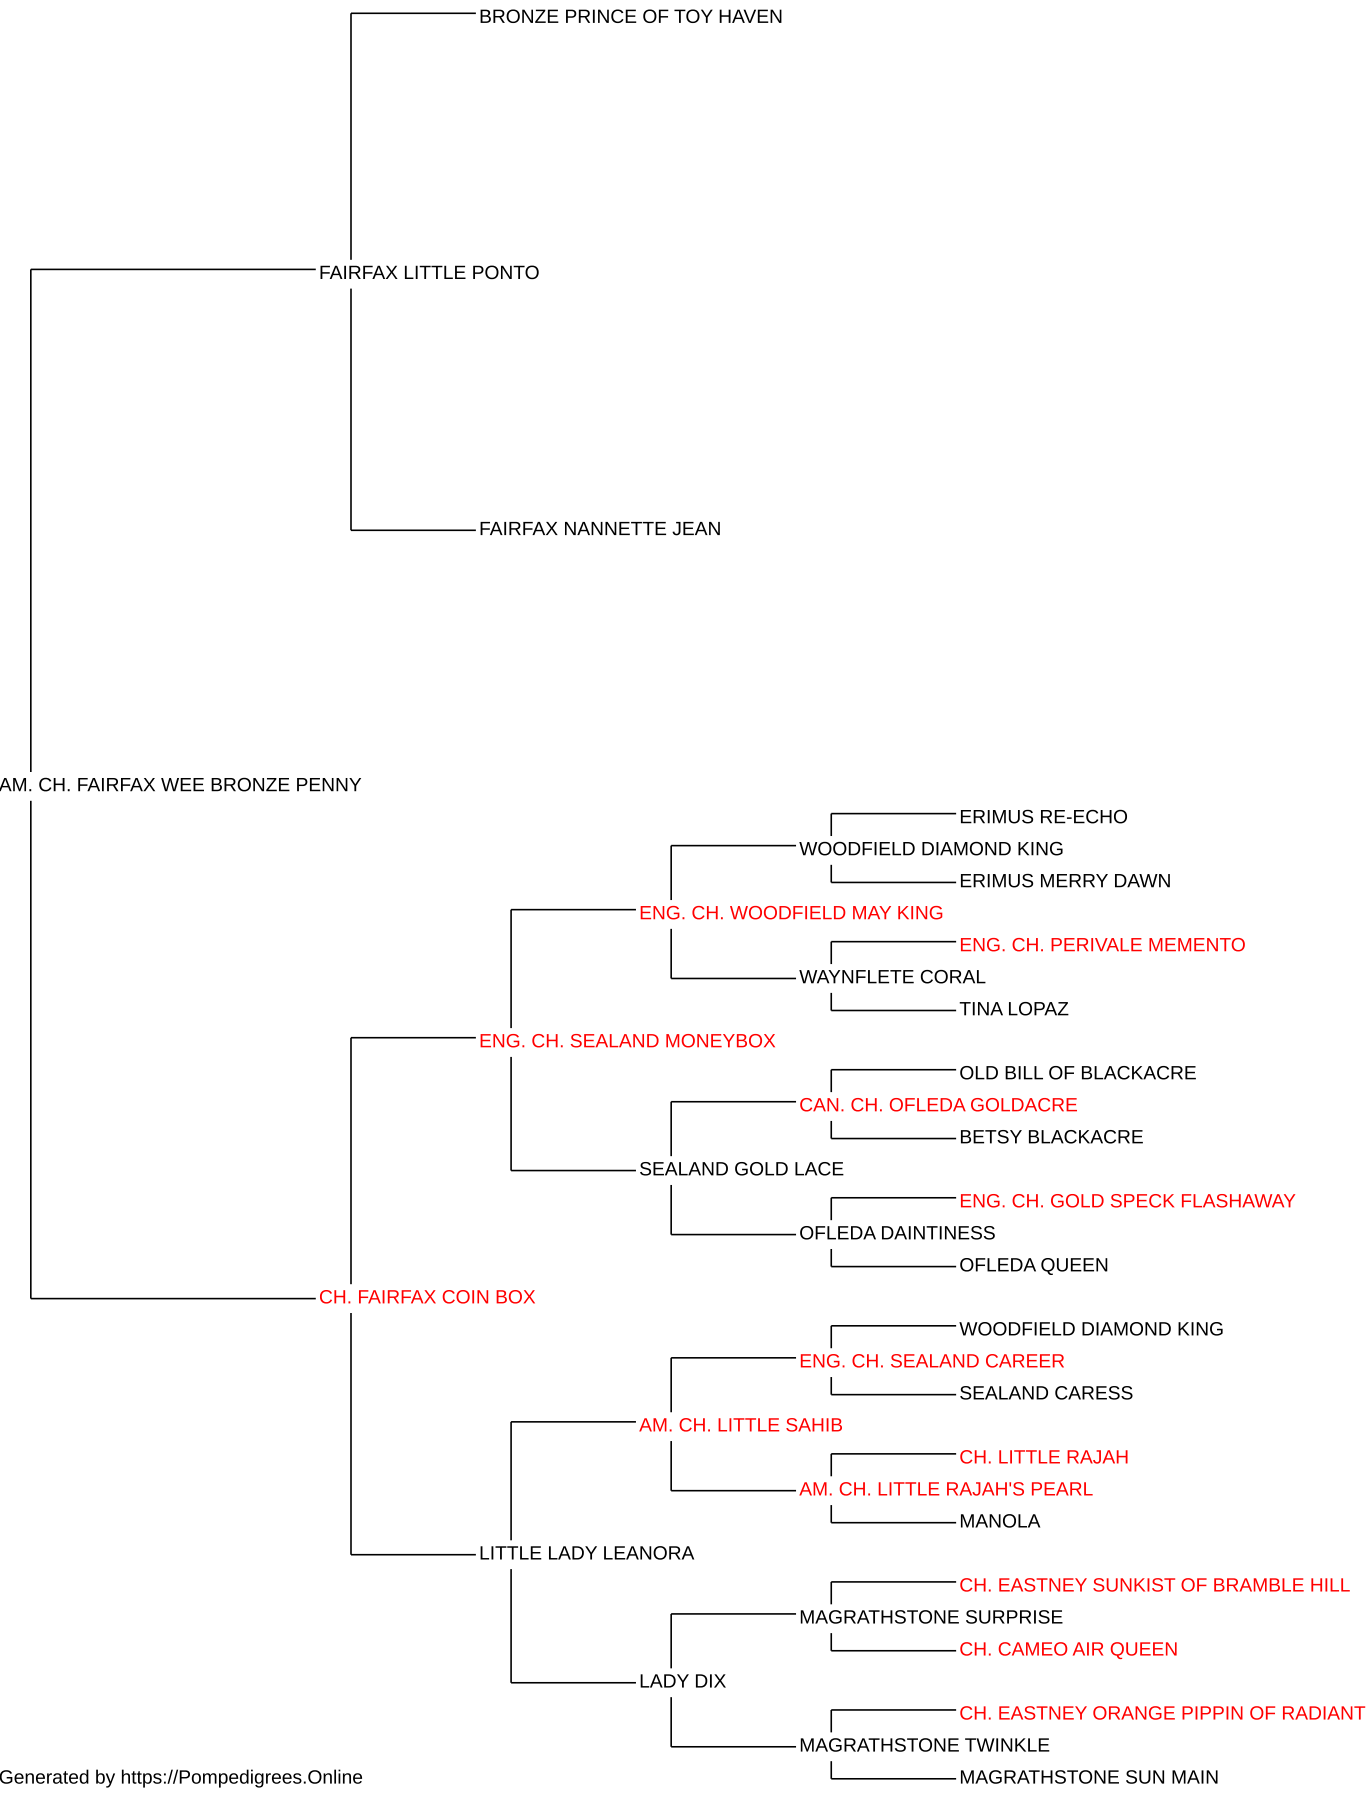 BRONZE PRINCE OF TOY HAVEN
FAIRFAX LITTLE PONTO
FAIRFAX NANNETTE JEAN
AM. CH. FAIRFAX WEE BRONZE PENNY
ERIMUS RE-ECHO
WOODFIELD DIAMOND KING
ERIMUS MERRY DAWN
ENG. CH. WOODFIELD MAY KING
ENG. CH. PERIVALE MEMENTO
WAYNFLETE CORAL
TINA LOPAZ
ENG. CH. SEALAND MONEYBOX
OLD BILL OF BLACKACRE
CAN. CH. OFLEDA GOLDACRE
BETSY BLACKACRE
SEALAND GOLD LACE
ENG. CH. GOLD SPECK FLASHAWAY
OFLEDA DAINTINESS
OFLEDA QUEEN
CH. FAIRFAX COIN BOX
WOODFIELD DIAMOND KING
ENG. CH. SEALAND CAREER
SEALAND CARESS
AM. CH. LITTLE SAHIB
CH. LITTLE RAJAH
AM. CH. LITTLE RAJAH'S PEARL
MANOLA
LITTLE LADY LEANORA
CH. EASTNEY SUNKIST OF BRAMBLE HILL
MAGRATHSTONE SURPRISE
CH. CAMEO AIR QUEEN
LADY DIX
CH. EASTNEY ORANGE PIPPIN OF RADIANT
MAGRATHSTONE TWINKLE
MAGRATHSTONE SUN MAIN
Generated by https://Pompedigrees.Online